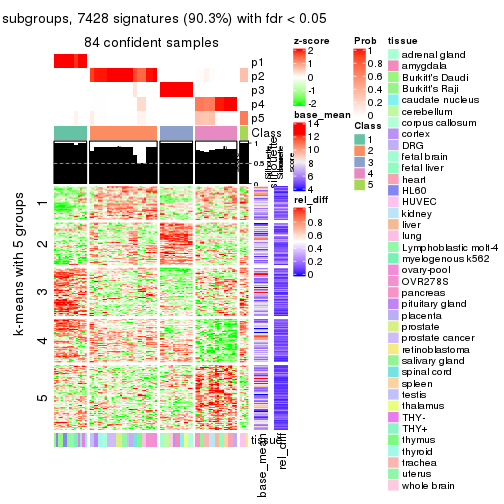 subgroups, 7428 signatures (90.3%) with fdr < 0.05
84 confident samples
p1
p2
p3
p4
p5
Class
1
0.5
0
silhouette
score
k-means with 5 groups
1
2
3
4
5
tissue
base_mean
rel_diff
z-score
2
1
0
-1
-2
base_mean
14
12
10
8
6
4
rel_diff
1
0.8
0.6
0.4
0.2
0
Prob
1
0.8
0.6
0.4
0.2
0
Class
1
2
3
4
5
tissue
adrenal gland
amygdala
Burkitt's Daudi
Burkitt's Raji
caudate nucleus
cerebellum
corpus callosum
cortex
DRG
fetal brain
fetal liver
heart
HL60
HUVEC
kidney
liver
lung
Lymphoblastic molt-4
myelogenous k562
ovary-pool
OVR278S
pancreas
pituitary gland
placenta
prostate
prostate cancer
retinoblastoma
salivary gland
spinal cord
spleen
testis
thalamus
THY-
THY+
thymus
thyroid
trachea
uterus
whole brain